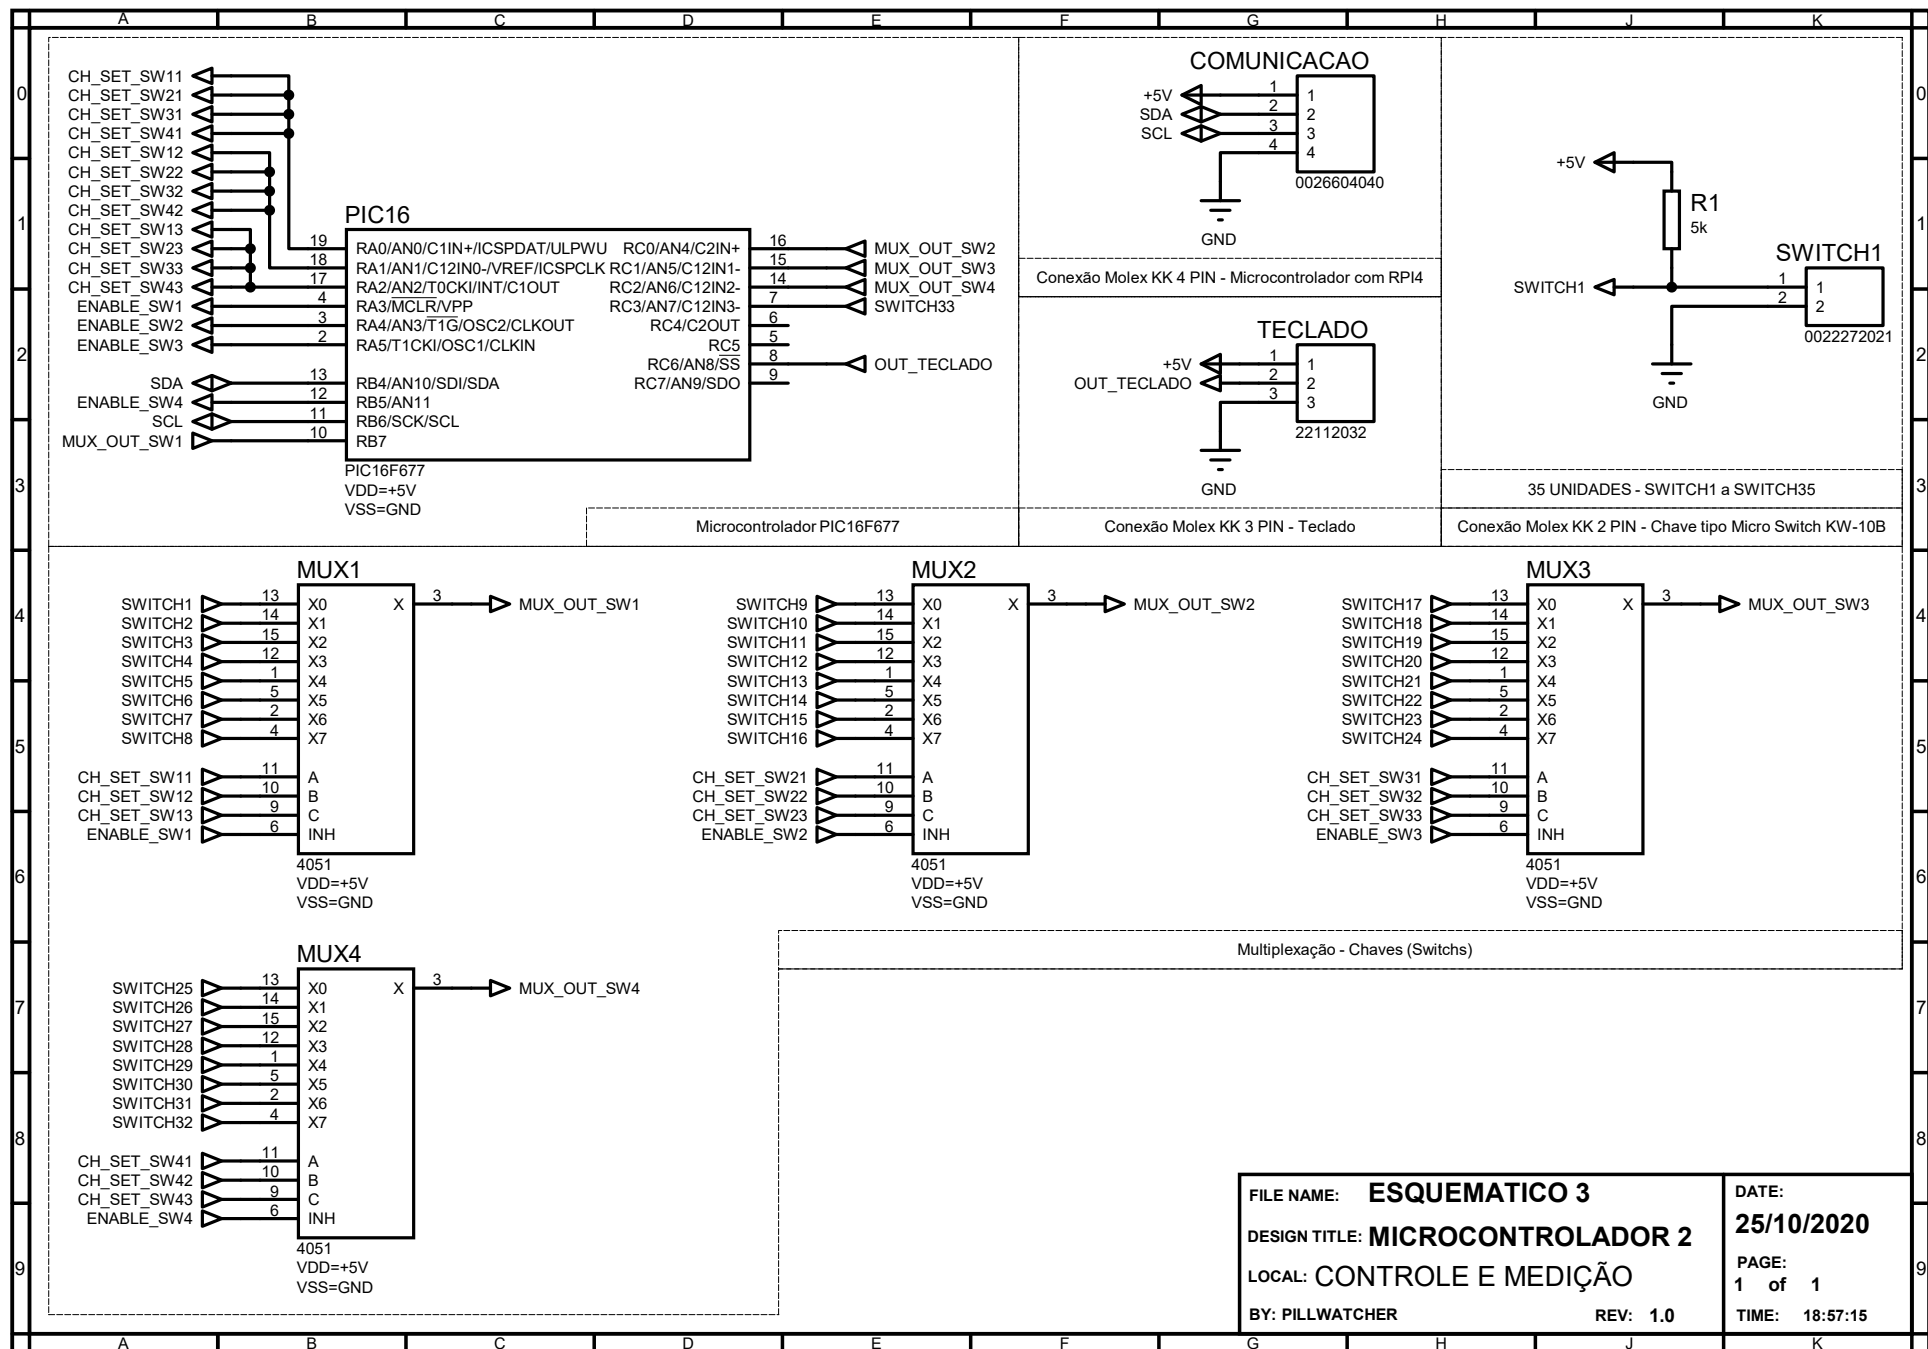 A B C D E F G H J K
0 0
1 1
2 2
3 3
4 4
5 5
6 6
7 7
8 8
9 9
CH_SET_SW11
CH_SET_SW21
CH_SET_SW31
CH_SET_SW41
CH_SET_SW12
CH_SET_SW22
CH_SET_SW32
CH_SET_SW42
CH_SET_SW13
CH_SET_SW23
CH_SET_SW33
CH_SET_SW43
ENABLE_SW1
ENABLE_SW2
ENABLE_SW3
SDA
ENABLE_SW4
SCL
MUX_OUT_SW1
PIC16
19 RA0/AN0/C1IN+/ICSPDAT/ULPWU RC0/AN4/C2IN+ 16 MUX_OUT_SW2
18 RA1/AN1/C12IN0-/VREF/ICSPCLK RC1/AN5/C12IN1- 15 MUX_OUT_SW3
17 RA2/AN2/T0CKI/INT/C1OUT RC2/AN6/C12IN2- 14 MUX_OUT_SW4
4 RA3/MCLR/VPP RC3/AN7/C12IN3- 7 SWITCH33
3 RA4/AN3/T1G/OSC2/CLKOUT RC4/C2OUT 6
2 RA5/T1CKI/OSC1/CLKIN RC5 5
RC6/AN8/SS 8 OUT_TECLADO
13 RB4/AN10/SDI/SDA RC7/AN9/SDO 9
12 RB5/AN11
11 RB6/SCK/SCL
10 RB7
PIC16F677
VDD=+5V
VSS=GND
Microcontrolador PIC16F677
COMUNICACAO
+5V 1 1
SDA 2 2
SCL 3 3
4 4
0026604040
GND
Conexão Molex KK 4 PIN - Microcontrolador com RPI4
TECLADO
+5V 1 1
OUT_TECLADO 2 2
3 3
22112032
GND
Conexão Molex KK 3 PIN - Teclado
+5V
R1
5k
SWITCH1
SWITCH1 1 1
2 2
0022272021
GND
35 UNIDADES - SWITCH1 a SWITCH35
Conexão Molex KK 2 PIN - Chave tipo Micro Switch KW-10B
MUX1
SWITCH1 13 X0 X 3 MUX_OUT_SW1
SWITCH2 14 X1
SWITCH3 15 X2
SWITCH4 12 X3
SWITCH5 1 X4
SWITCH6 5 X5
SWITCH7 2 X6
SWITCH8 4 X7
CH_SET_SW11 11 A
CH_SET_SW12 10 B
CH_SET_SW13 9 C
ENABLE_SW1 6 INH
4051
VDD=+5V
VSS=GND
MUX2
SWITCH9 13 X0 X 3 MUX_OUT_SW2
SWITCH10 14 X1
SWITCH11 15 X2
SWITCH12 12 X3
SWITCH13 1 X4
SWITCH14 5 X5
SWITCH15 2 X6
SWITCH16 4 X7
CH_SET_SW21 11 A
CH_SET_SW22 10 B
CH_SET_SW23 9 C
ENABLE_SW2 6 INH
4051
VDD=+5V
VSS=GND
MUX3
SWITCH17 13 X0 X 3 MUX_OUT_SW3
SWITCH18 14 X1
SWITCH19 15 X2
SWITCH20 12 X3
SWITCH21 1 X4
SWITCH22 5 X5
SWITCH23 2 X6
SWITCH24 4 X7
CH_SET_SW31 11 A
CH_SET_SW32 10 B
CH_SET_SW33 9 C
ENABLE_SW3 6 INH
4051
VDD=+5V
VSS=GND
Multiplexação - Chaves (Switchs)
MUX4
SWITCH25 13 X0 X 3 MUX_OUT_SW4
SWITCH26 14 X1
SWITCH27 15 X2
SWITCH28 12 X3
SWITCH29 1 X4
SWITCH30 5 X5
SWITCH31 2 X6
SWITCH32 4 X7
CH_SET_SW41 11 A
CH_SET_SW42 10 B
CH_SET_SW43 9 C
ENABLE_SW4 6 INH
4051
VDD=+5V
VSS=GND
FILE NAME: ESQUEMATICO 3
DESIGN TITLE: MICROCONTROLADOR 2
LOCAL: CONTROLE E MEDIÇÃO
BY: PILLWATCHER REV: 1.0
DATE:
25/10/2020
PAGE:
1 of 1
TIME: 18:57:15
A B C D E F G H J K